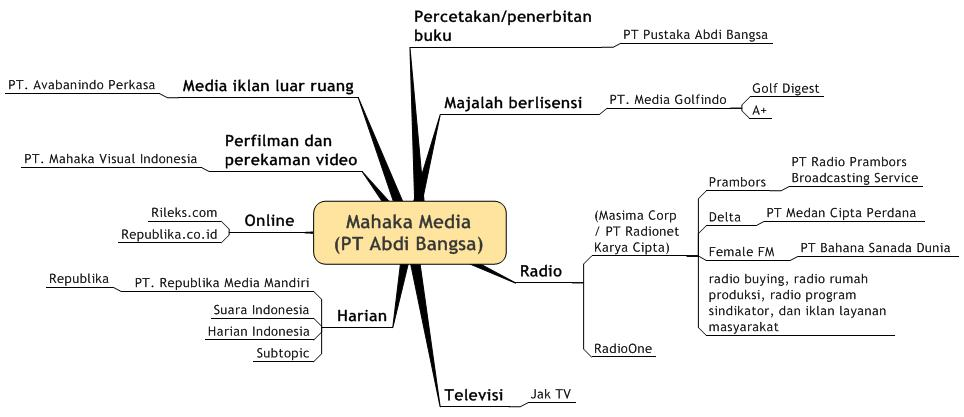 Percetakan/penerbitan
buku
PT Pustaka Abdi Bangsa
PT. Avabanindo Perkasa
Media iklan luar ruang
Majalah berlisensi
PT. Media Golfindo
Golf Digest
A+
Perfilman dan
perekaman video
PT. Mahaka Visual Indonesia
Rileks.com
Republika.co.id
Online
Mahaka Media
(PT Abdi Bangsa)
Radio
(Masima Corp
/ PT Radionet
Karya Cipta)
Prambors
PT Radio Prambors
Broadcasting Service
Delta
PT Medan Cipta Perdana
Female FM
PT Bahana Sanada Dunia
radio buying, radio rumah
produksi, radio program
sindikator, dan iklan layanan
masyarakat
RadioOne
Republika
PT. Republika Media Mandiri
Suara Indonesia
Harian Indonesia
Subtopic
Harian
Televisi
Jak TV